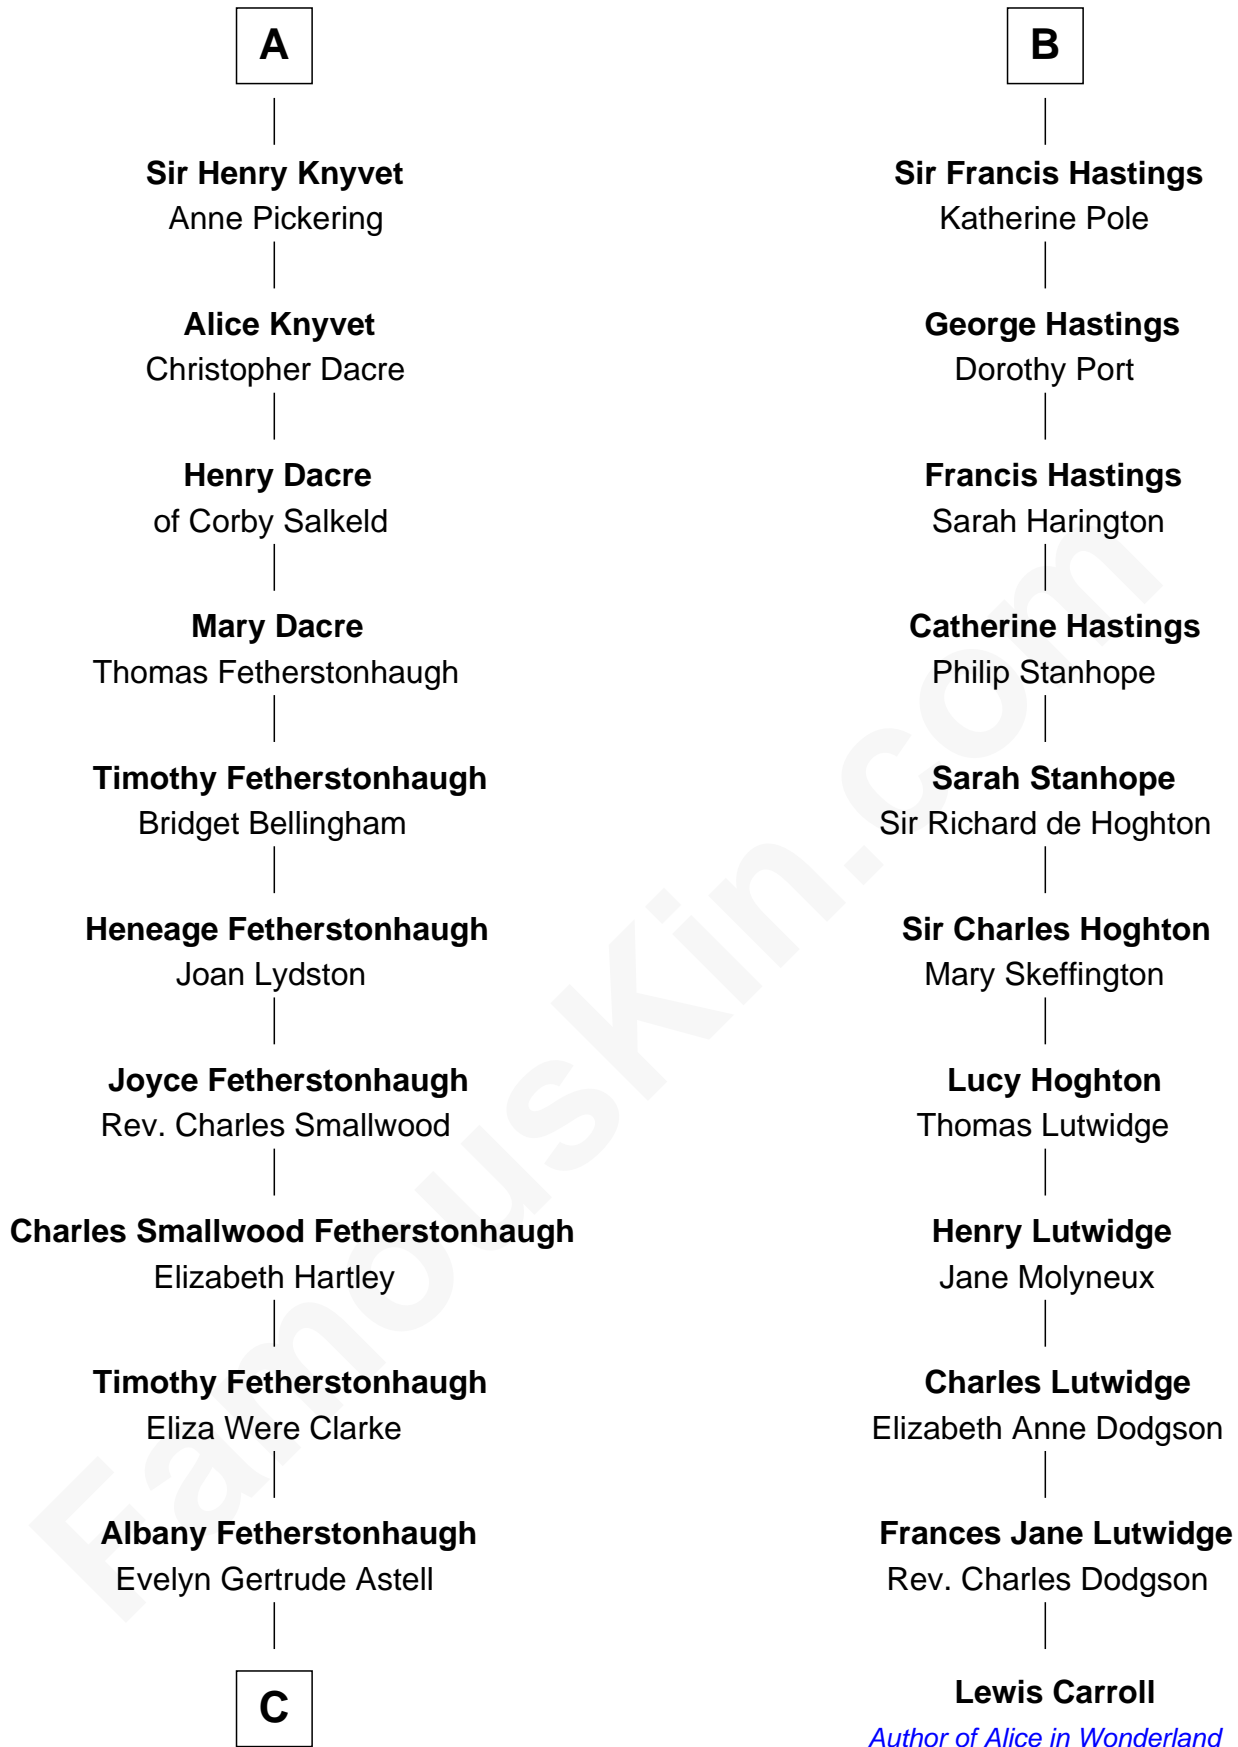 A
Sir Henry Knyvet
Anne Pickering
Alice Knyvet
Christopher Dacre
Henry Dacre
of Corby Salkeld
Mary Dacre
Thomas Fetherstonhaugh
Timothy Fetherstonhaugh
Bridget Bellingham
Heneage Fetherstonhaugh
Joan Lydston
Joyce Fetherstonhaugh
Rev. Charles Smallwood
Charles Smallwood Fetherstonhaugh
Elizabeth Hartley
Timothy Fetherstonhaugh
Eliza Were Clarke
Albany Fetherstonhaugh
Evelyn Gertrude Astell
C
B
Sir Francis Hastings
Katherine Pole
George Hastings
Dorothy Port
Francis Hastings
Sarah Harington
Catherine Hastings
Philip Stanhope
Sarah Stanhope
Sir Richard de Hoghton
Sir Charles Hoghton
Mary Skeffington
Lucy Hoghton
Thomas Lutwidge
Henry Lutwidge
Jane Molyneux
Charles Lutwidge
Elizabeth Anne Dodgson
Frances Jane Lutwidge
Rev. Charles Dodgson
Lewis Carroll
Author of Alice in Wonderland
FamousKin.com